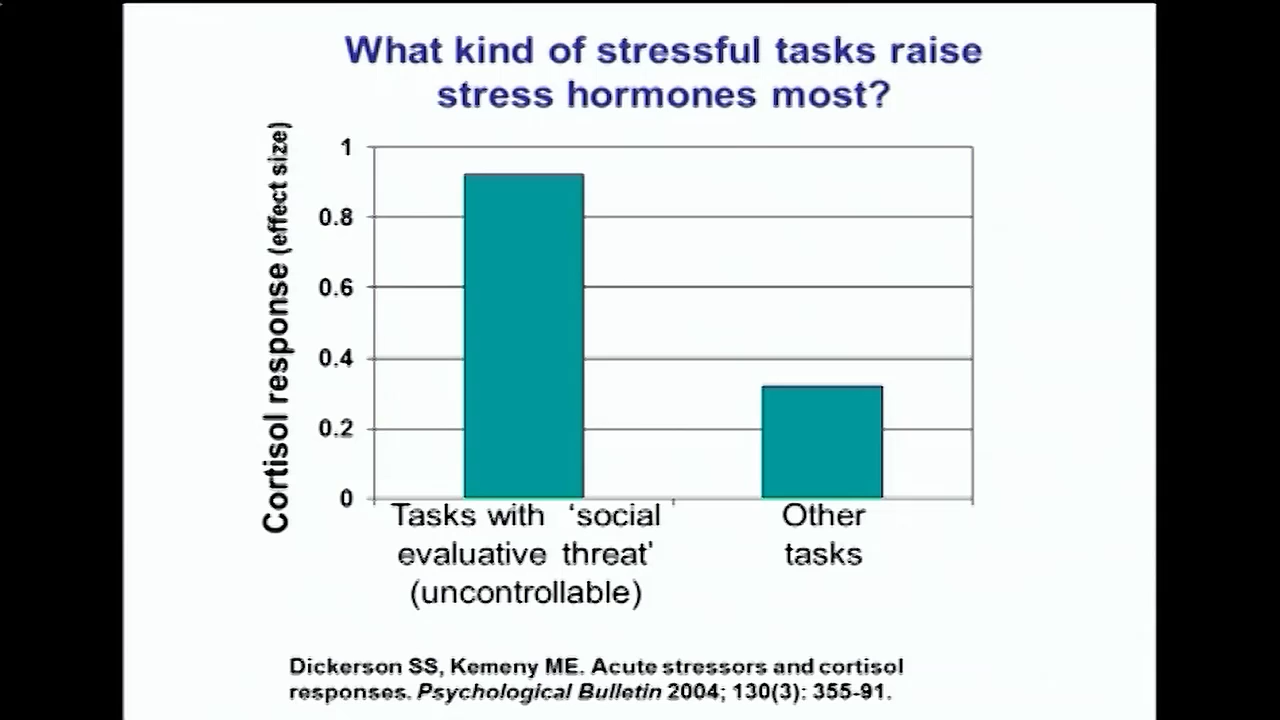 What kind of stressful tasks raise
stress hormones most?
Cortisol response (effect size)
1
0.8
0.6
0.4
0.2
0
Tasks with ‘social
evaluative threat’
(uncontrollable)
Other
tasks
Dickerson SS, Kemeny ME. Acute stressors and cortisol
responses. Psychological Bulletin 2004; 130(3): 355-91.